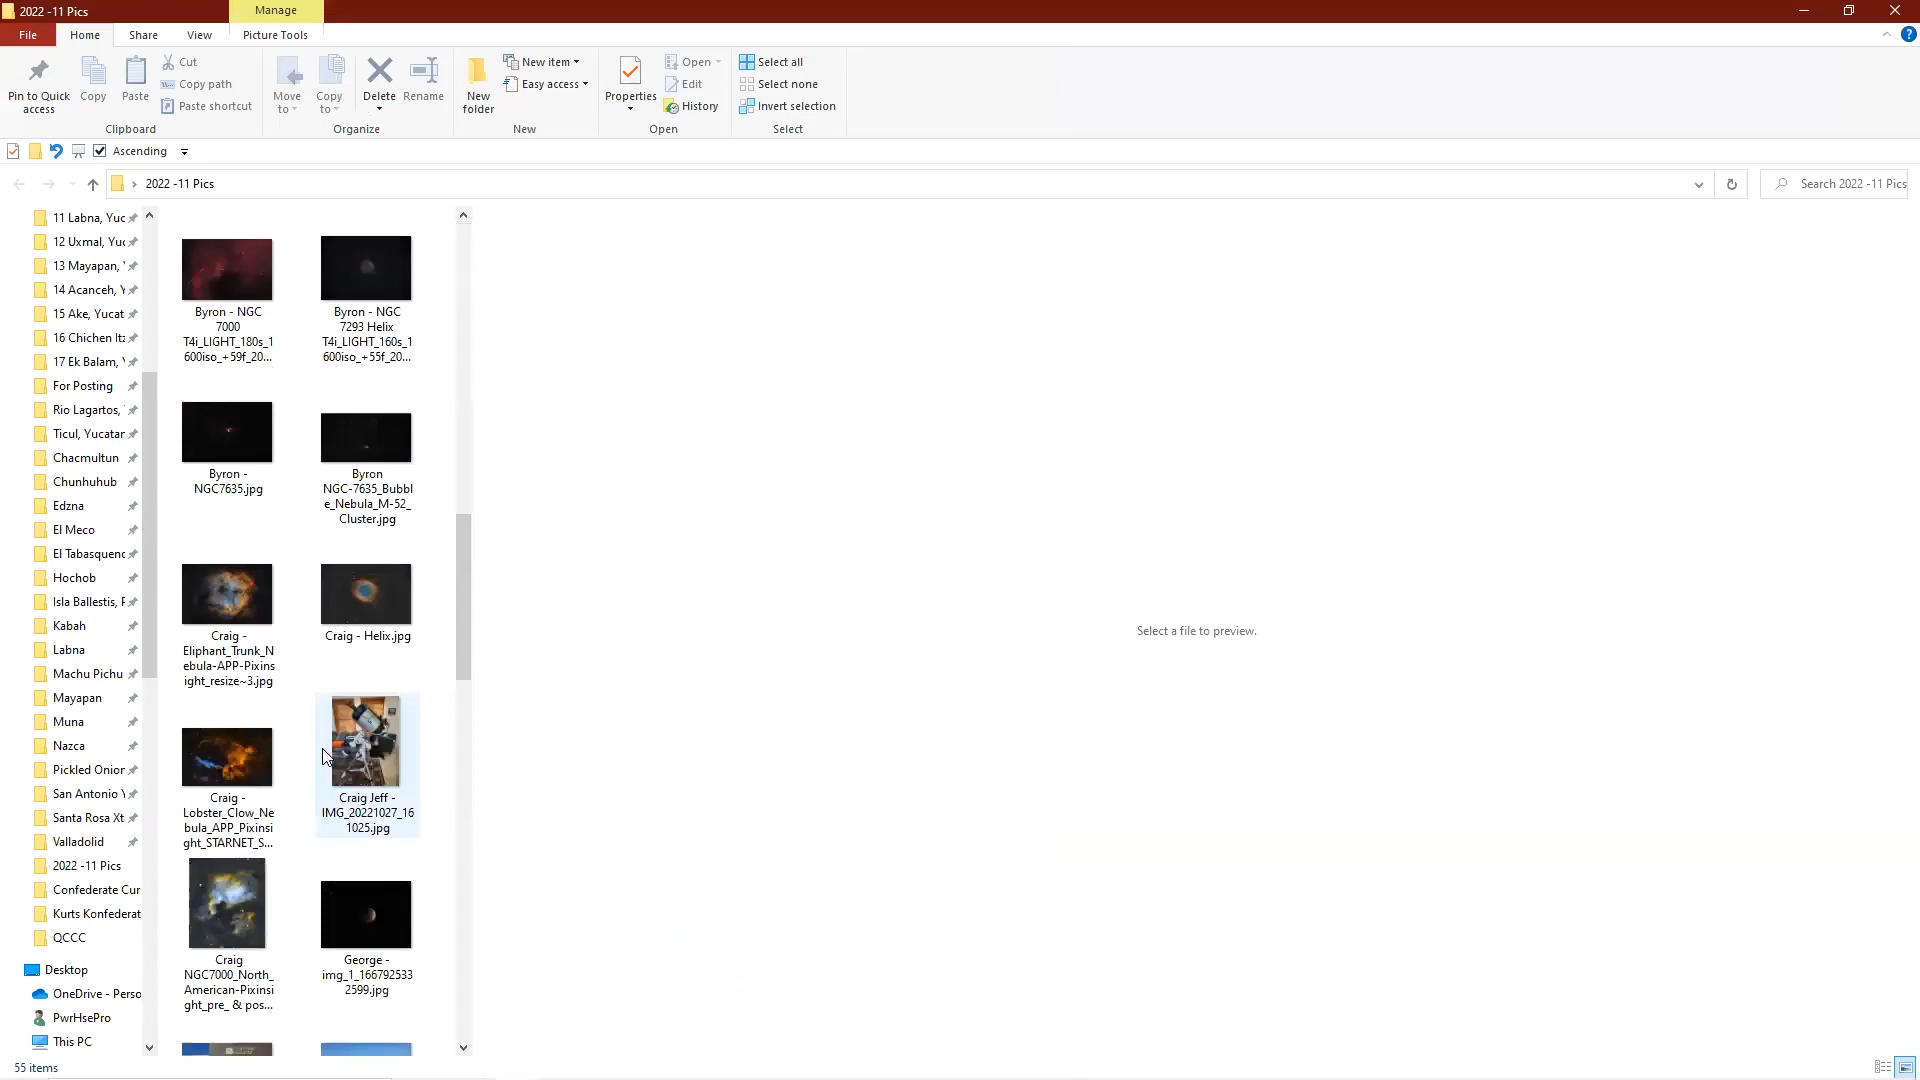 2022 -11 Pics
Manage
File
Home
Share
View
Picture Tools
Pin to Quick
access
Copy
Paste
Cut
Copy path
Paste shortcut
Clipboard
Move
to
Copy
to
Delete
Rename
Organize
New
folder
New item
Easy access
New
Properties
Open
Edit
History
Open
Select all
Select none
Invert selection
Select
Ascending
2022 -11 Pics
Search 2022 -11 Pics
11 Labna, Yuc
12 Uxmal, Yuc
13 Mayapan, Y
14 Acanceh, Y
15 Ake, Yucat
16 Chichen Itz
17 Ek Balam, Y
For Posting
Rio Lagartos,
Ticul, Yucatan
Chacmultun
Chunhuhub
Edzna
El Meco
El Tabasquenc
Hochob
Isla Ballestis, P
Kabah
Labna
Machu Pichu
Mayapan
Muna
Nazca
Pickled Onion
San Antonio Y
Santa Rosa Xt
Valladolid
2022 -11 Pics
Confederate Cur
Kurts Konfederat
QCCC
Desktop
OneDrive - Perso
PwrHsePro
This PC
Byron - NGC
7000
T4i_LIGHT_180s_1
600iso_+59f_20...
Byron - NGC
7293 Helix
T4i_LIGHT_160s_1
600iso_+55f_20...
Byron -
NGC7635.jpg
Byron
NGC-7635_Bubbl
e_Nebula_M-52_
Cluster.jpg
Craig -
Eliphant_Trunk_N
ebula-APP-Pixins
ight_resize~3.jpg
Craig - Helix.jpg
Craig -
Lobster_Clow_Ne
bula_APP_Pixinsi
ght_STARNET_S...
Craig Jeff -
IMG_20221027_16
1025.jpg
Craig
NGC7000_North_
American-Pixinsi
ght_pre_ & pos...
George -
img_1_166792533
2599.jpg
Select a file to preview.
55 items